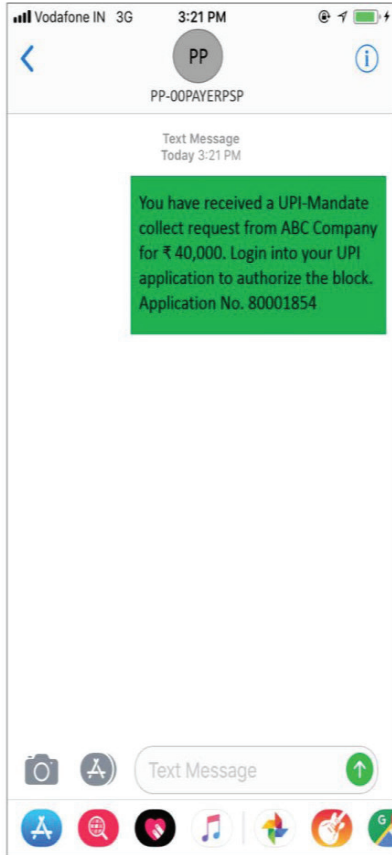 Vodafone IN 3G 3:21 PM
PP
PP-OOPAYERPSP
Text Message
Today 3:21 PM
You have received a UPI-Mandate
collect request from ABC Company
for ₹ 40,000. Login into your UPI
application to authorize the block.
Application No. 80001854
Text Message
G